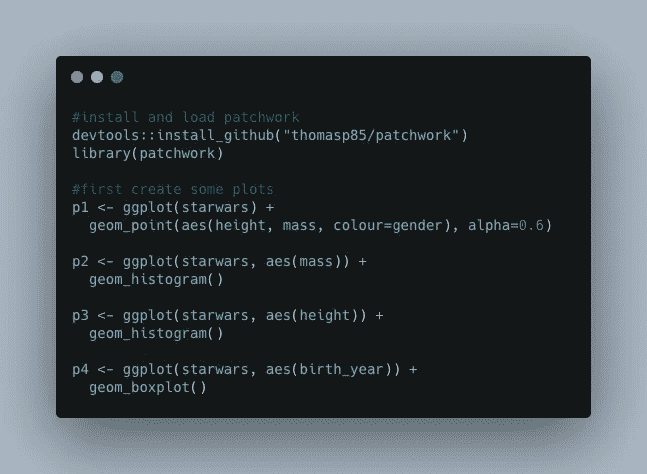 #install and load patchwork
devtools::install_github("thomasp85/patchwork")
library(patchwork)
#first create some plots
p1 <- ggplot(starwars) +
geom_point(aes(height, mass, colour=gender), alpha=0.6)
p2 <- ggplot(starwars, aes(mass)) +
geom_histogram()
p3 <- ggplot(starwars, aes(height)) +
geom_histogram()
p4 <- ggplot(starwars, aes(birth_year)) +
geom_boxplot()